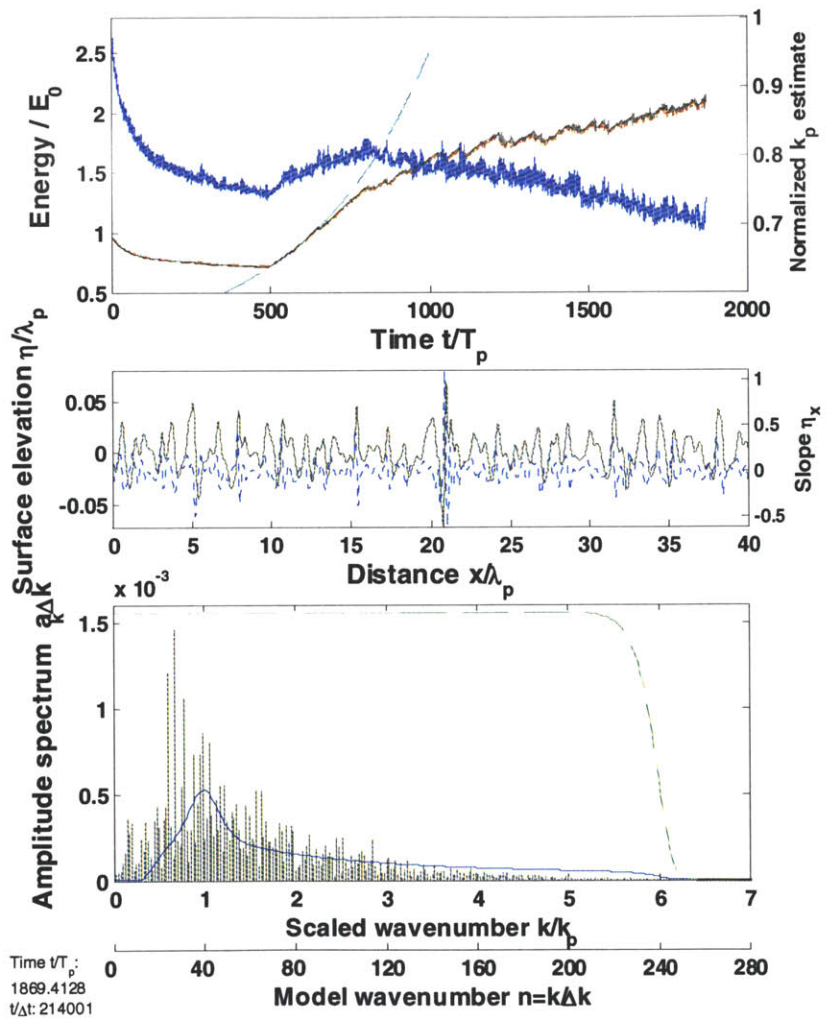 1
2.5
0.9
2
0.8
1.5
0.7
1
0.5
0 500 1000 1500 2000
Energy / E0
Normalized kp estimate
Time t/Tp
0.05
1
0.5
0
0
-0.05
-0.5
0 5 10 15 20 25 30 35 40
Surface elevation η/λp
Slope ηx
Distance x/λp
x 10-3
1.5
1
0.5
0
0 1 2 3 4 5 6 7
Amplitude spectrum akΔk
Scaled wavenumber k/kp
0 40 80 120 160 200 240 280
Model wavenumber n=k/Δk
Time t/Tp:
1869.4128
t/Δt: 214001